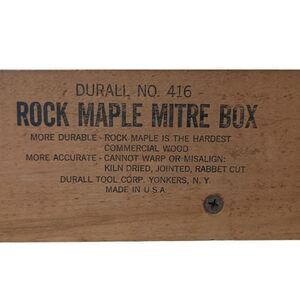 DURALL NO. 416
ROCK MAPLE MITRE BOX
MORE DURABLE - ROCK MAPLE IS THE HARDEST
COMMERCIAL WOOD
MORE ACCURATE - CANNOT WARP OR MISALIGN:
KILN DRIED, JOINTED, RABBET CUT
DURALL TOOL CORP. YONKERS, N.Y.
MADE IN U.S.A.